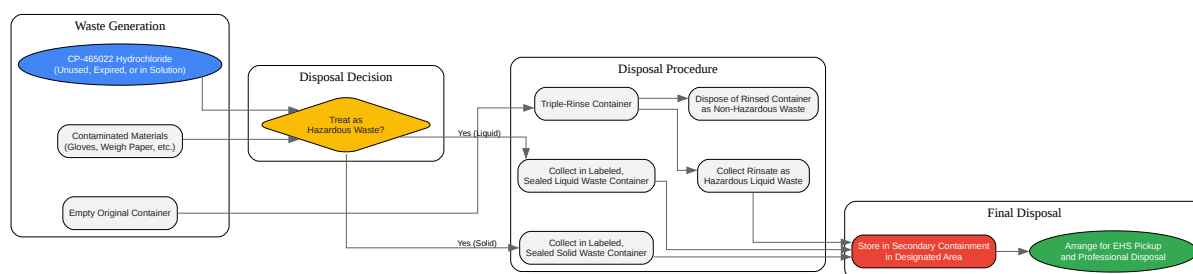 Waste Generation
CP-465022 Hydrochloride
(Unused, Expired, or in Solution)
Contaminated Materials
(Gloves, Weigh Paper, etc.)
Empty Original Container
Disposal Decision
Treat as
Hazardous Waste?
Yes (Liquid)
Yes (Solid)
Disposal Procedure
Triple-Rinse Container
Dispose of Rinsed Container
as Non-Hazardous Waste
Collect in Labeled,
Sealed Liquid Waste Container
Collect Rinsate as
Hazardous Liquid Waste
Collect in Labeled,
Sealed Solid Waste Container
Final Disposal
Store in Secondary Containment
in Designated Area
Arrange for EHS Pickup
and Professional Disposal